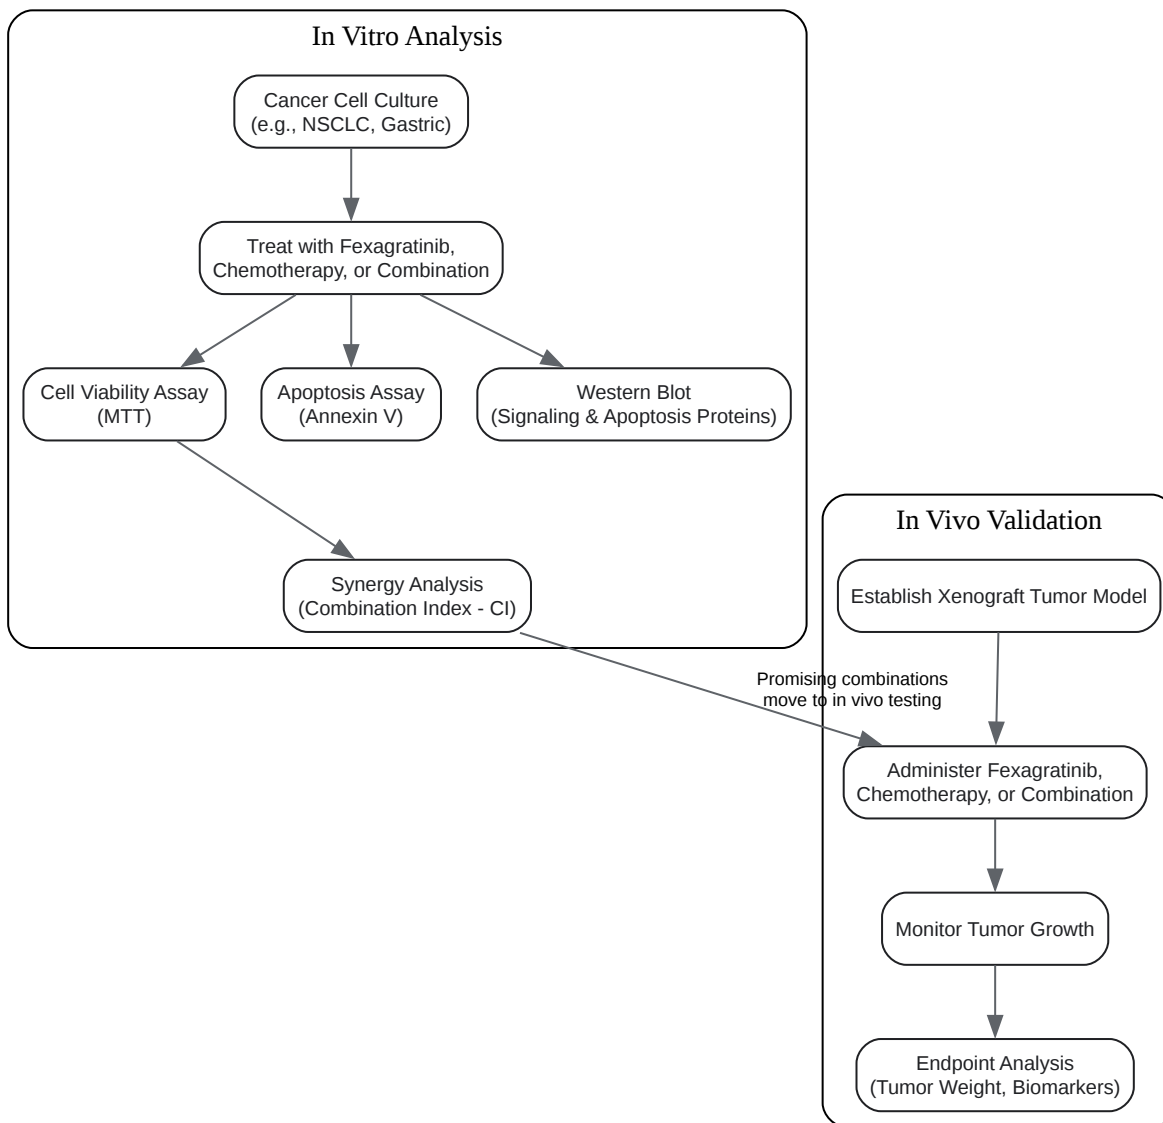 In Vitro Analysis
Cancer Cell Culture
(e.g., NSCLC, Gastric)
Treat with Fexagratinib,
Chemotherapy, or Combination
Cell Viability Assay
(MTT)
Apoptosis Assay
(Annexin V)
Western Blot
(Signaling & Apoptosis Proteins)
Synergy Analysis
(Combination Index - CI)
Promising combinations
move to in vivo testing
In Vivo Validation
Establish Xenograft Tumor Model
Administer Fexagratinib,
Chemotherapy, or Combination
Monitor Tumor Growth
Endpoint Analysis
(Tumor Weight, Biomarkers)